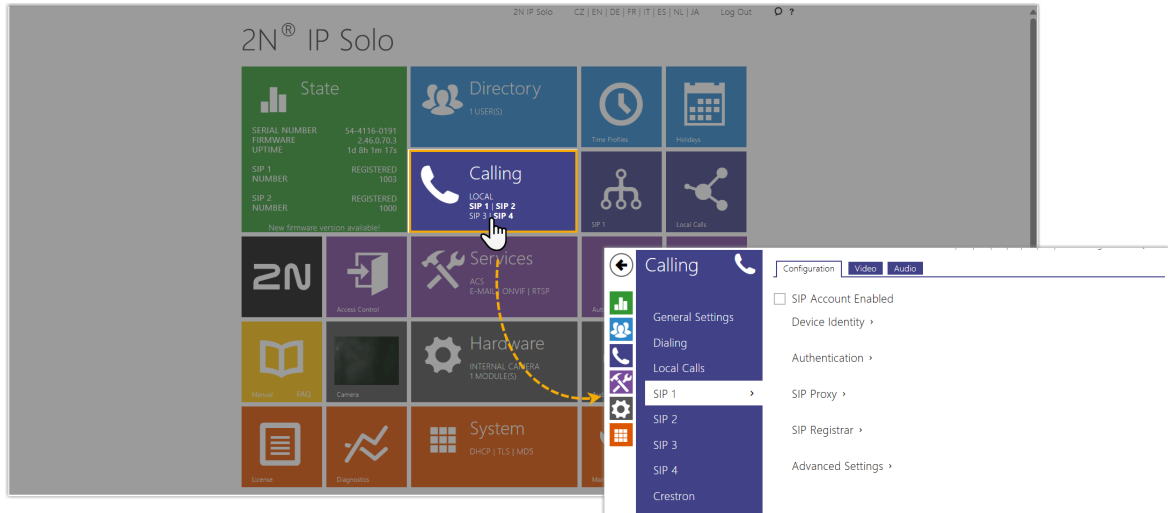 2N IP Solo CZ | EN | DE | FR | IT | ES | NL | JA Log Out ?
2N® IP Solo
State
SERIAL NUMBER 54-4116-0191
FIRMWARE 2.46.0.70.3
UPTIME 1d 8h 1m 17s
SIP 1 REGISTERED
NUMBER 1003
SIP 2 REGISTERED
NUMBER 1000
New firmware version available!
Directory
1 USER(S)
Time Profiles
Holidays
Calling
LOCAL
SIP 1 | SIP 2
SIP 3 | SIP 4
SIP 1
Local Calls
2N
Access Control
Services
ACS
E-MAIL | ONVIF | RTSP
Manual FAQ
Camera
Hardware
INTERNAL CAMERA
1 MODULE(S)
License
Diagnostics
System
DHCP | TLS | MDS
Calling
General Settings
Dialing
Local Calls
SIP 1
SIP 2
SIP 3
SIP 4
Crestron
Configuration Video Audio
SIP Account Enabled
Device Identity ›
Authentication ›
SIP Proxy ›
SIP Registrar ›
Advanced Settings ›